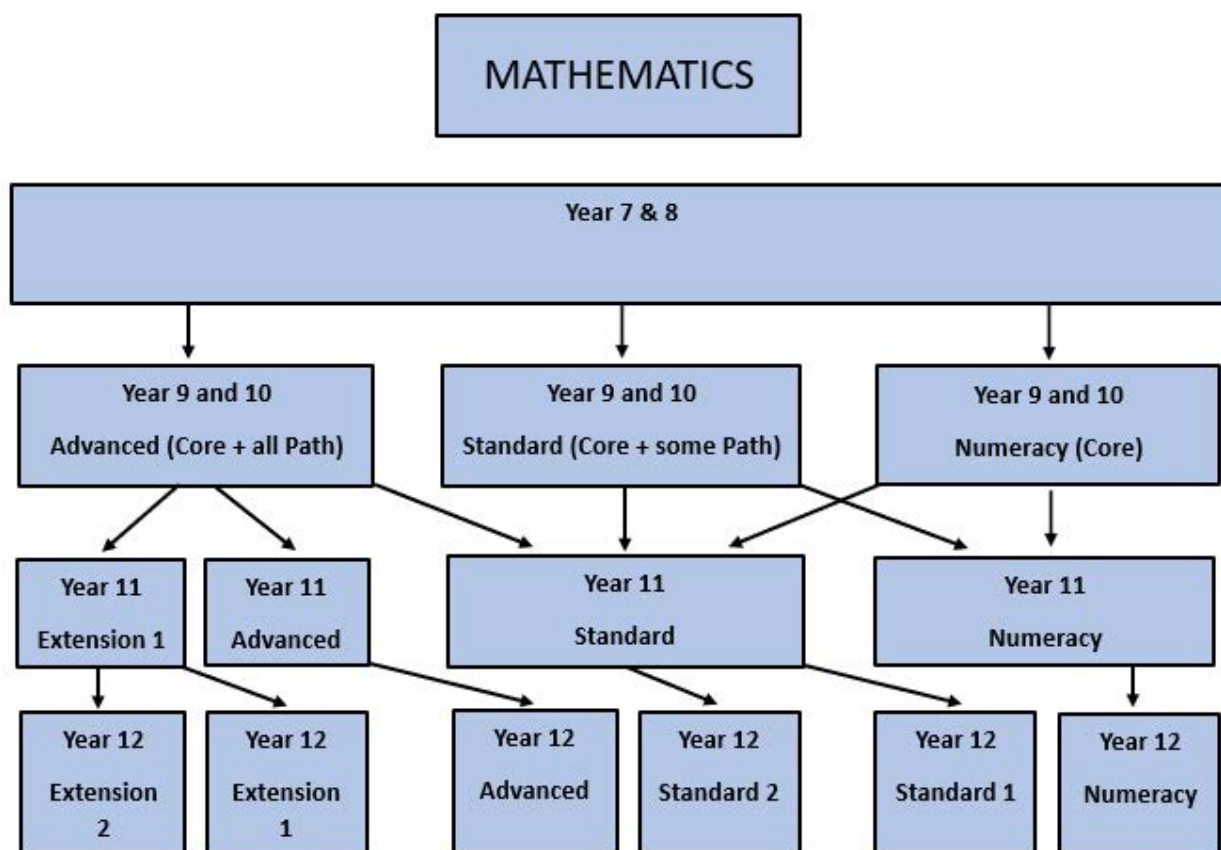 MATHEMATICS
Year 7 & 8
Year 9 and 10
Advanced (Core + all Path)
Year 9 and 10
Standard (Core + some Path)
Year 9 and 10
Numeracy (Core)
Year 11
Extension 1
Year 11
Advanced
Year 11
Standard
Year 11
Numeracy
Year 12
Extension
2
Year 12
Extension
1
Year 12
Advanced
Year 12
Standard 2
Year 12
Standard 1
Year 12
Numeracy